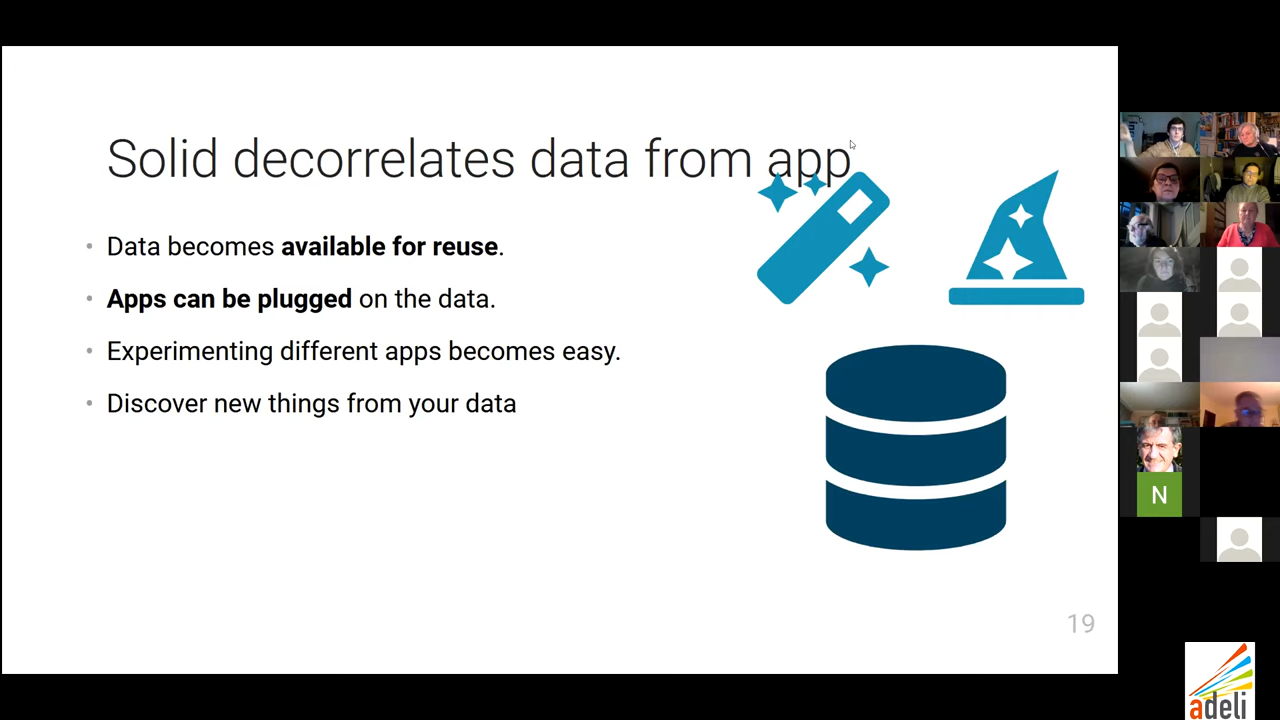 Solid decorrelates data from app
Data becomes available for reuse.
Apps can be plugged on the data.
Experimenting different apps becomes easy.
Discover new things from your data
19
N
adeli